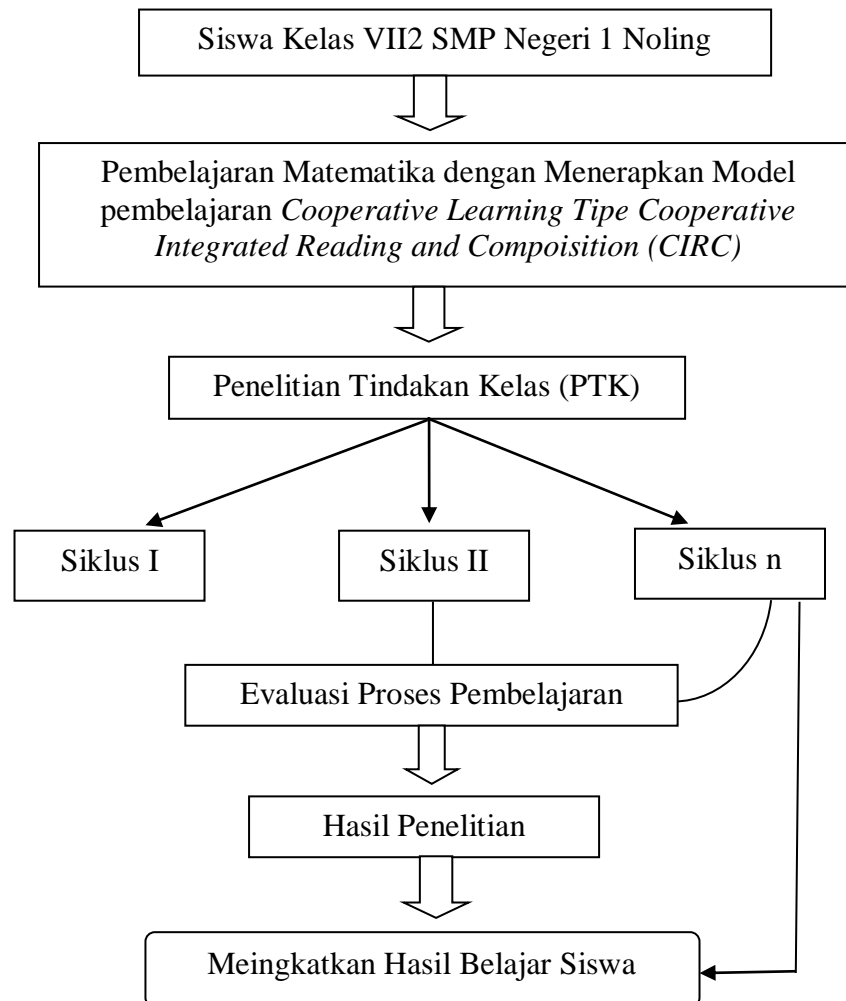 Siswa Kelas VII2 SMP Negeri 1 Noling
Pembelajaran Matematika dengan Menerapkan Model
pembelajaran Cooperative Learning Tipe Cooperative
Integrated Reading and Compoisition (CIRC)
Penelitian Tindakan Kelas (PTK)
Siklus I
Siklus II
Siklus n
Evaluasi Proses Pembelajaran
Hasil Penelitian
Meingkatkan Hasil Belajar Siswa